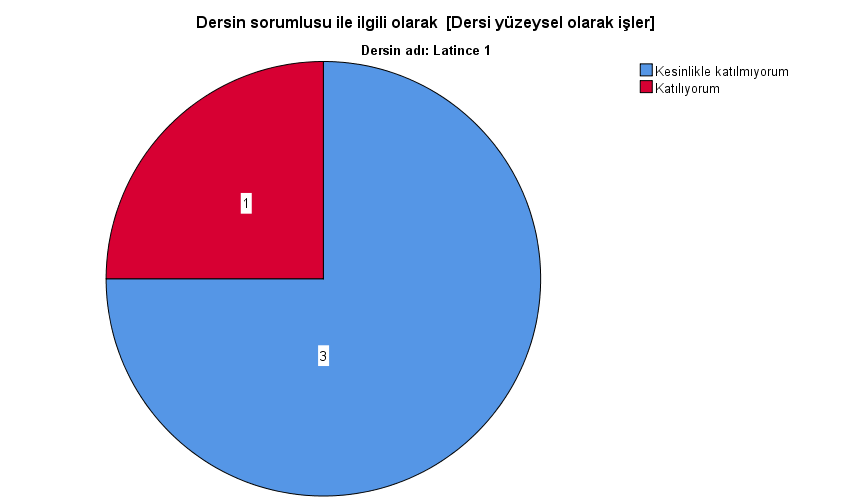 Dersin sorumlusu ile ilgili olarak  [Dersi yüzeysel olarak işler]
Dersin adı: Latince 1
Kesinlikle katılmıyorum
Katılıyorum
1
3